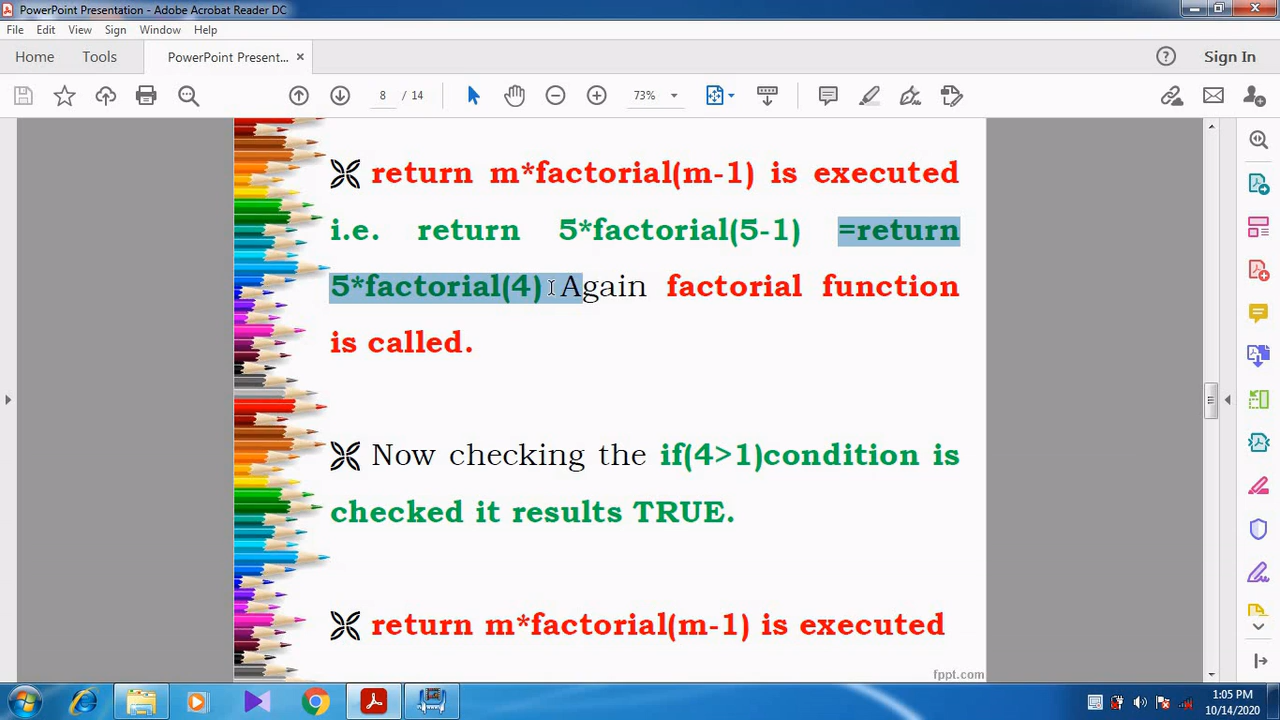 PowerPoint Presentation - Adobe Acrobat Reader DC
File Edit View Sign Window Help
Home Tools PowerPoint Present... × Sign In
8 / 14 73%
return m*factorial(m-1) is executed
i.e. return 5*factorial(5-1) =return
5*factorial(4) Again factorial function
is called.
Now checking the if(4>1)condition is
checked it results TRUE.
return m*factorial(m-1) is executed
fppt.com
1:05 PM
10/14/2020